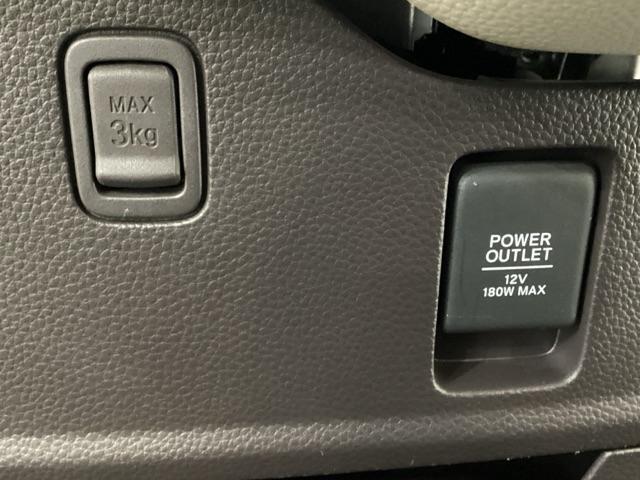 MAX
3kg
POWER
OUTLET
12V
180W MAX